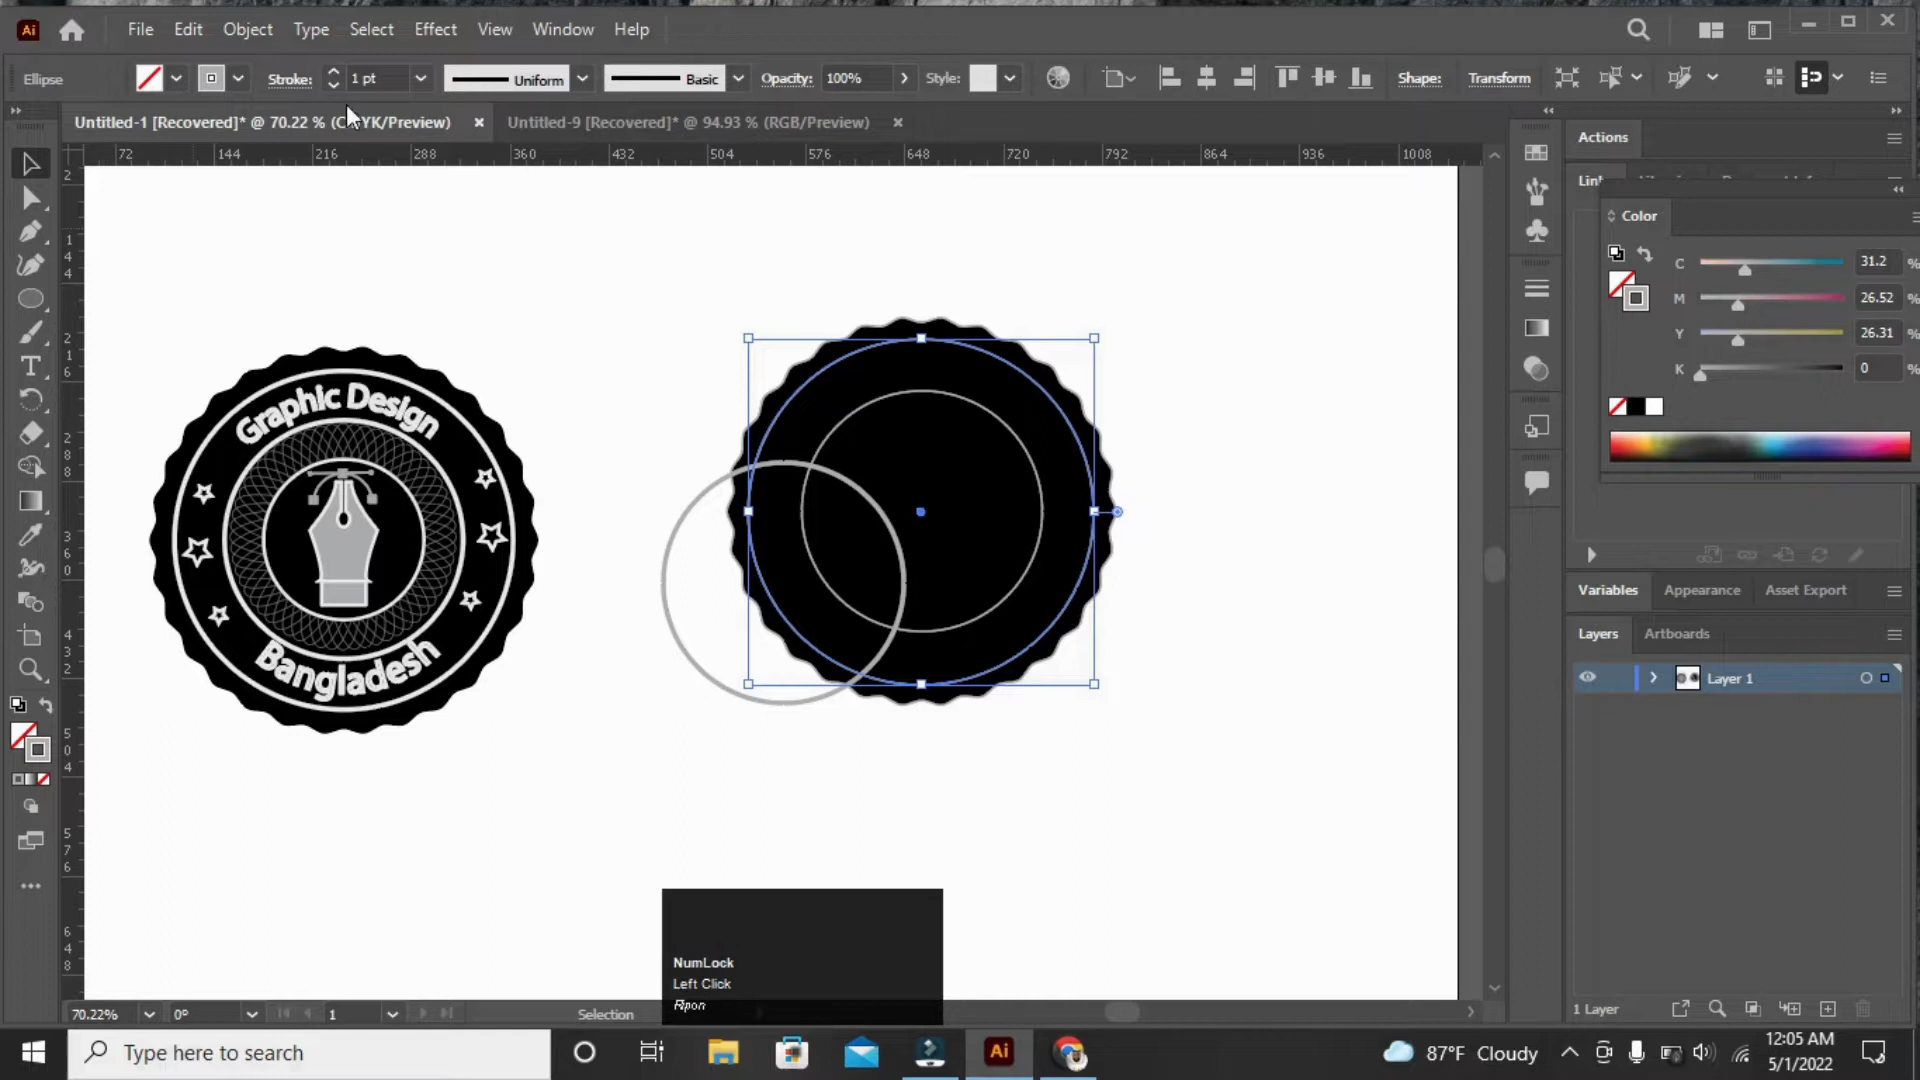 Ai File Edit Object Type Select Effect View Window Help
Ellipse Stroke: 1 pt Uniform Basic Opacity: 100% Style: Shape: Transform
Untitled-1 [Recovered]* @ 70.22 % (CMYK/Preview) × Untitled-9 [Recovered]* @ 94.93 % (RGB/Preview) ×
72 144 216 288 360 432 504 576 648 720 792 864 936 1008
Actions
Color
C 31.2 %
M 26.52 %
Y 26.31 %
K 0 %
Graphic Design
Bangladesh
Variables Appearance Asset Export
Layers Artboards
Layer 1
NumLock
Left Click
Ripon
70.22% 0° 1 Selection
1 Layer
Type here to search
Ai
87°F Cloudy
12:05 AM
5/1/2022